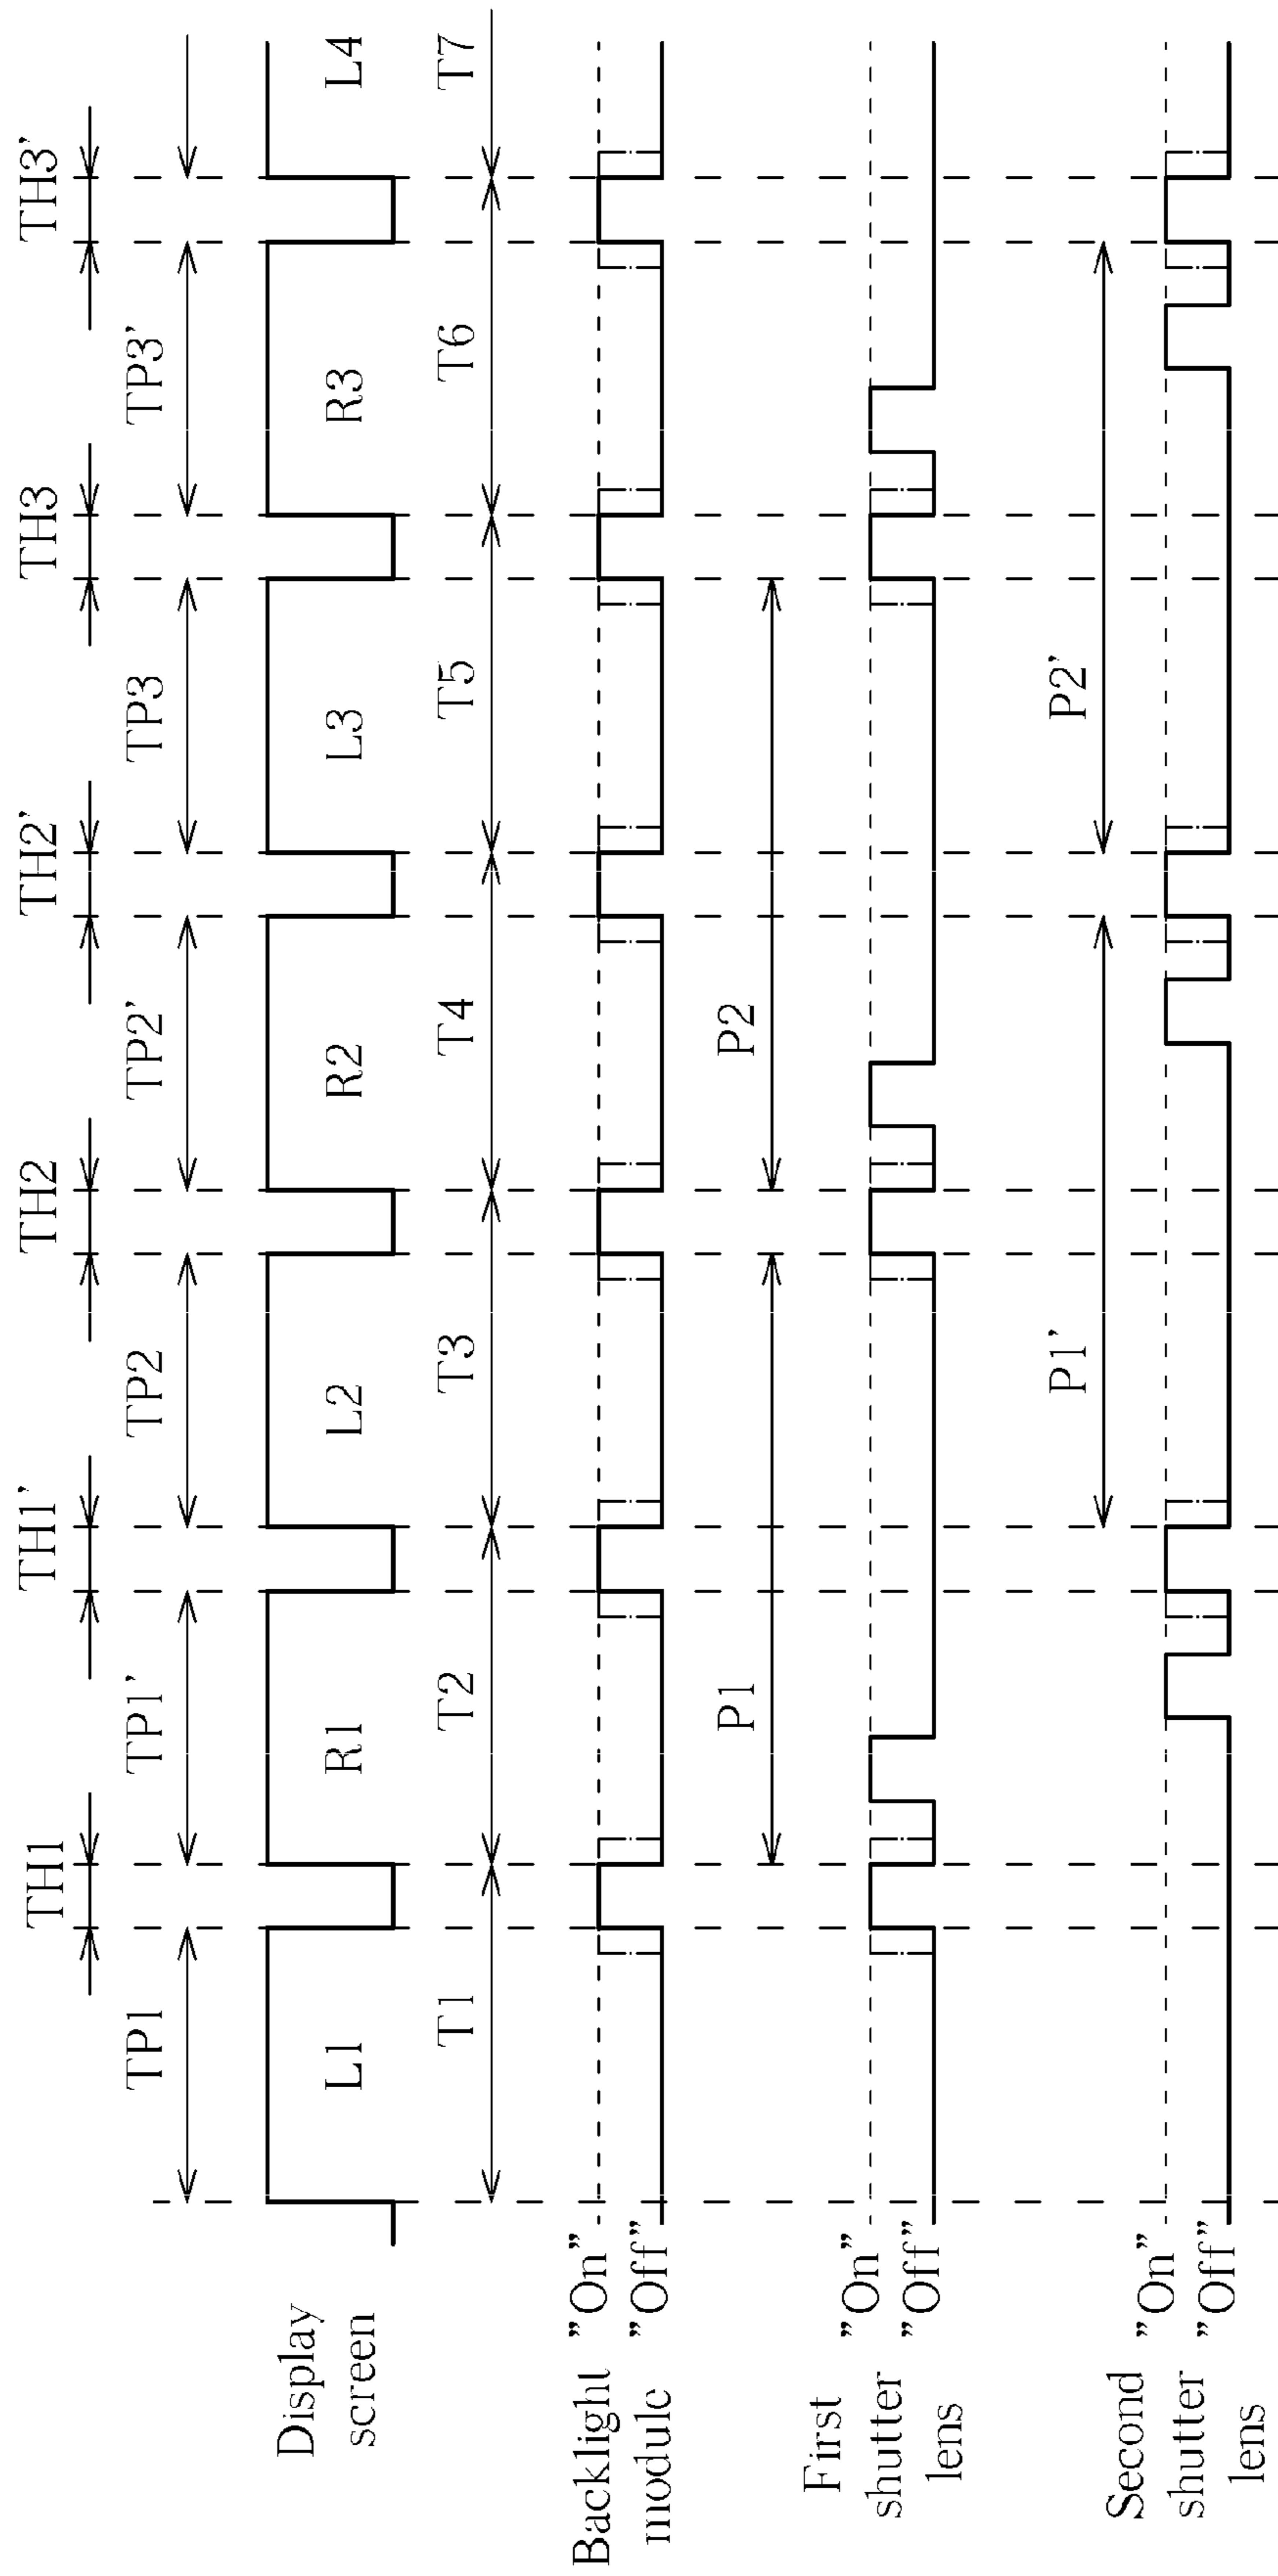 TH1 TH1' TH2 TH2' TH3 TH3'
TP1 TP1' TP2 TP2' TP3 TP3'
Display
screen
L1 R1 L2 R2 L3 R3 L4
T1 T2 T3 T4 T5 T6 T7
Backlight
module
"On"
"Off"
P1 P2
First
shutter
lens
"On"
"Off"
P1' P2'
Second
shutter
lens
"On"
"Off"